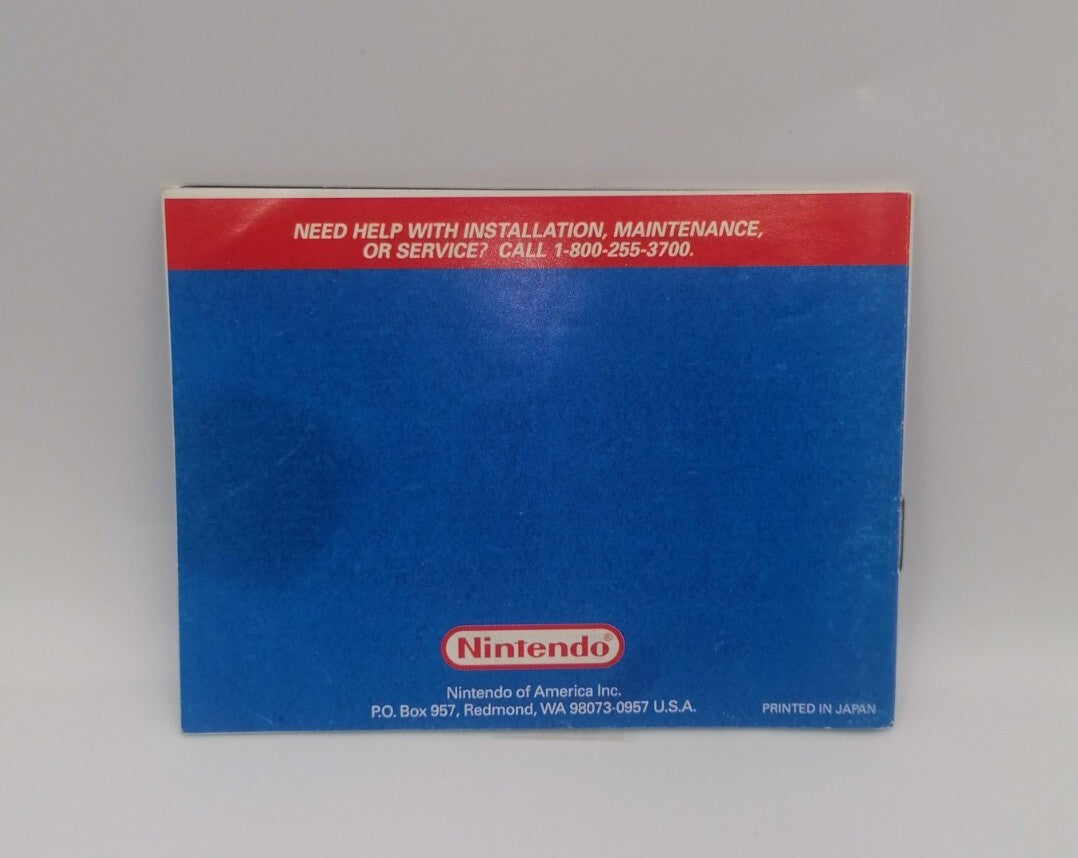 NEED HELP WITH INSTALLATION, MAINTENANCE,
OR SERVICE? CALL 1-800-255-3700.
Nintendo®
Nintendo of America Inc.
P.O. Box 957, Redmond, WA 98073-0957 U.S.A.
PRINTED IN JAPAN